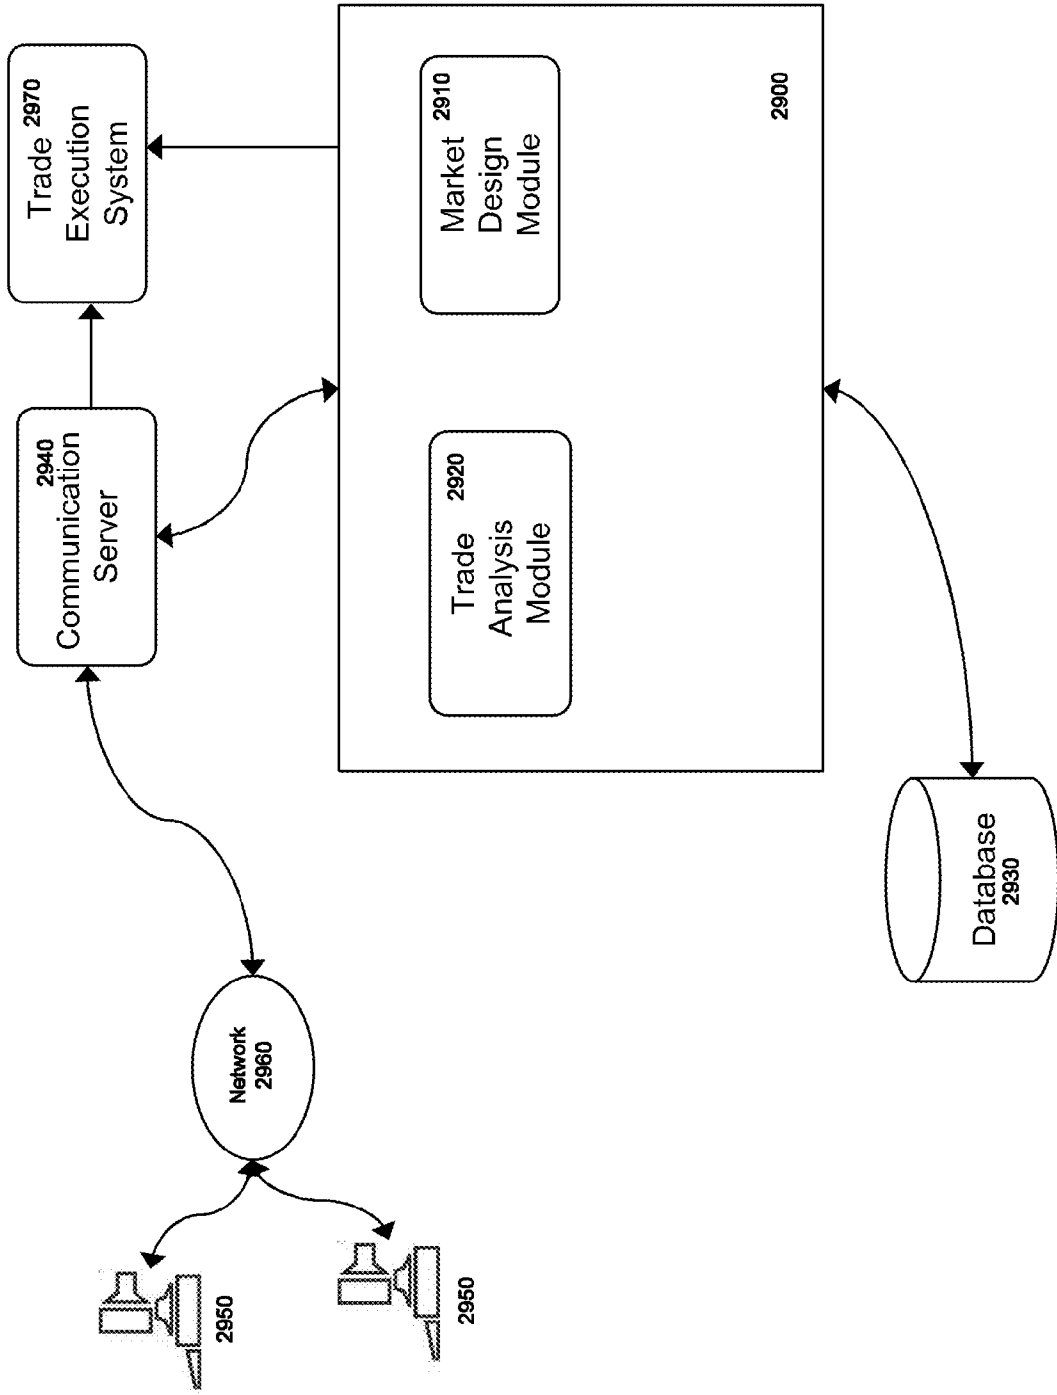 2950
2950
Network
2960
Communication
Server
2940
Trade
Execution
System
2970
Trade
Analysis
Module
2920
Market
Design
Module
2910
2900
Database
2930